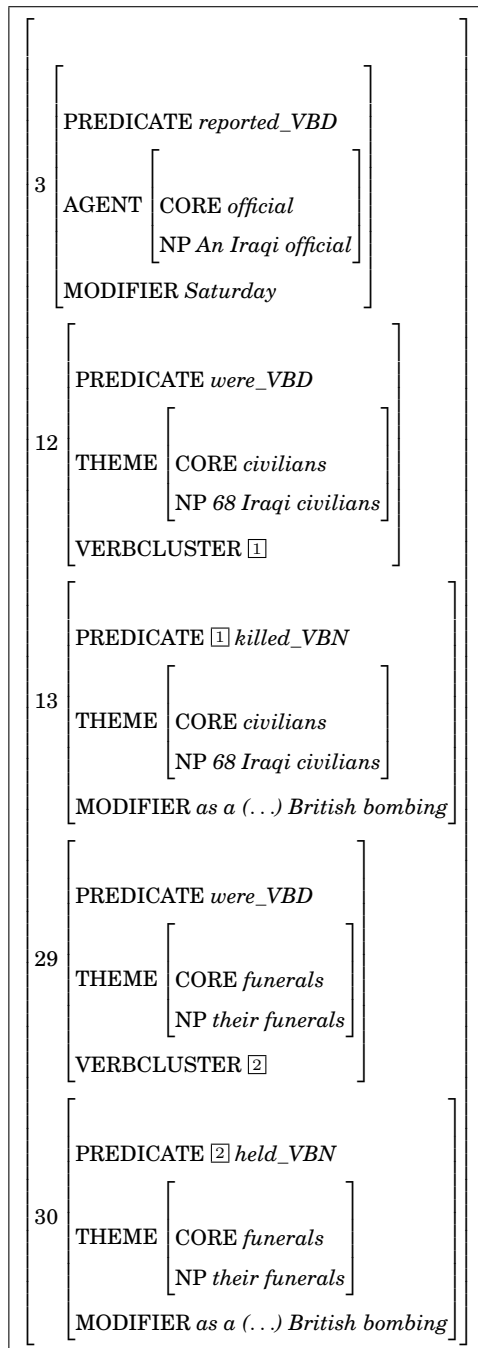 PREDICATE reported_VBD
3
AGENT
CORE official
NP An Iraqi official
MODIFIER Saturday
PREDICATE were_VBD
12
THEME
CORE civilians
NP 68 Iraqi civilians
VERBCLUSTER 1
PREDICATE 1 killed_VBN
13
THEME
CORE civilians
NP 68 Iraqi civilians
MODIFIER as a (...) British bombing
PREDICATE were_VBD
29
THEME
CORE funerals
NP their funerals
VERBCLUSTER 2
PREDICATE 2 held_VBN
30
THEME
CORE funerals
NP their funerals
MODIFIER as a (...) British bombing